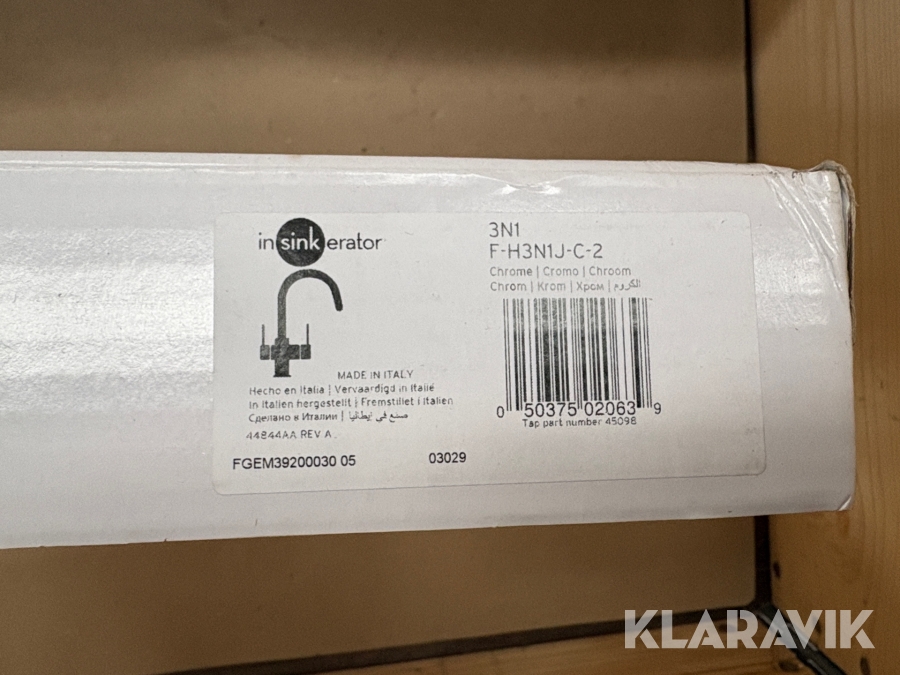 insinkerator
3N1
F-H3N1J-C-2
Chrome | Cromo | Chroom
Chrom | Krom | Хром | الكروم
MADE IN ITALY
Hecho en Italia | Vervaardigd in Italië
In Italien hergestellt | Fremstillet i Italien
Сделано в Италии | صنع في إيطاليا
44844AA REV A
0 50375 02063 9
Tap part number 45098
FGEM39200030 05
03029
KLARAVIK